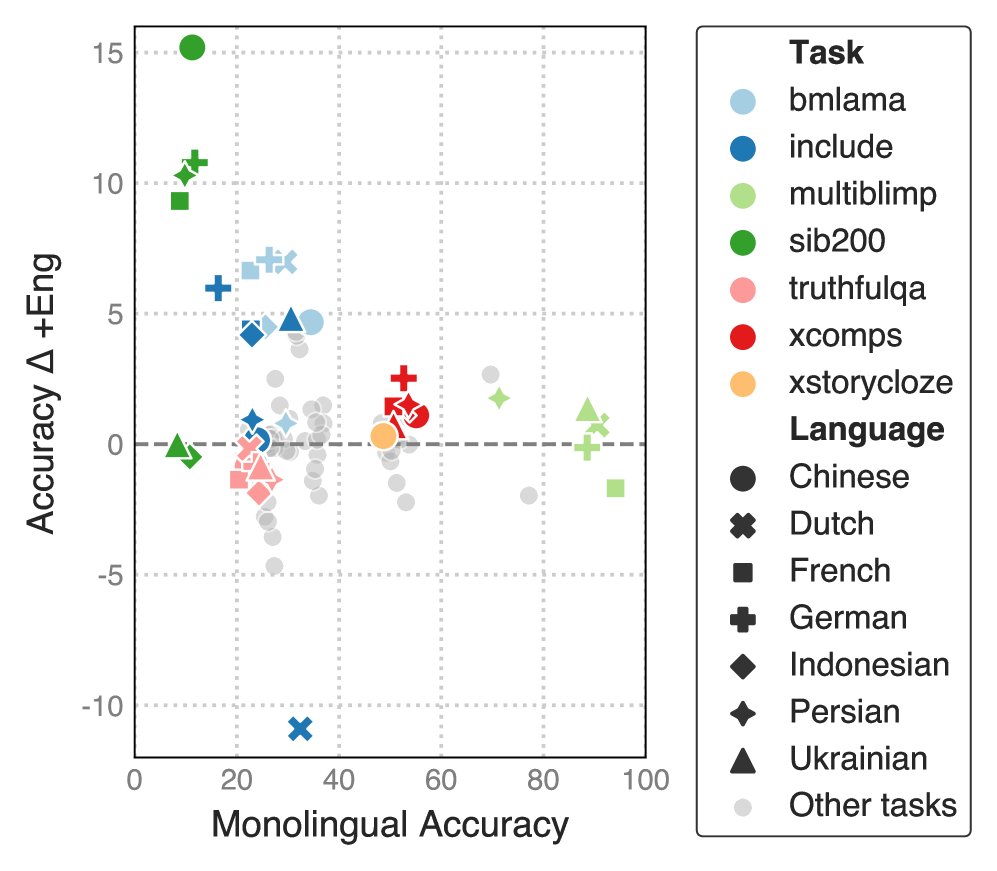 15
10
5
0
-5
-10
0 20 40 60 80 100
Accuracy Δ +Eng
Monolingual Accuracy
Task
bmlama
include
multiblimp
sib200
truthfulqa
xcomps
xstorycloze
Language
Chinese
Dutch
French
German
Indonesian
Persian
Ukrainian
Other tasks